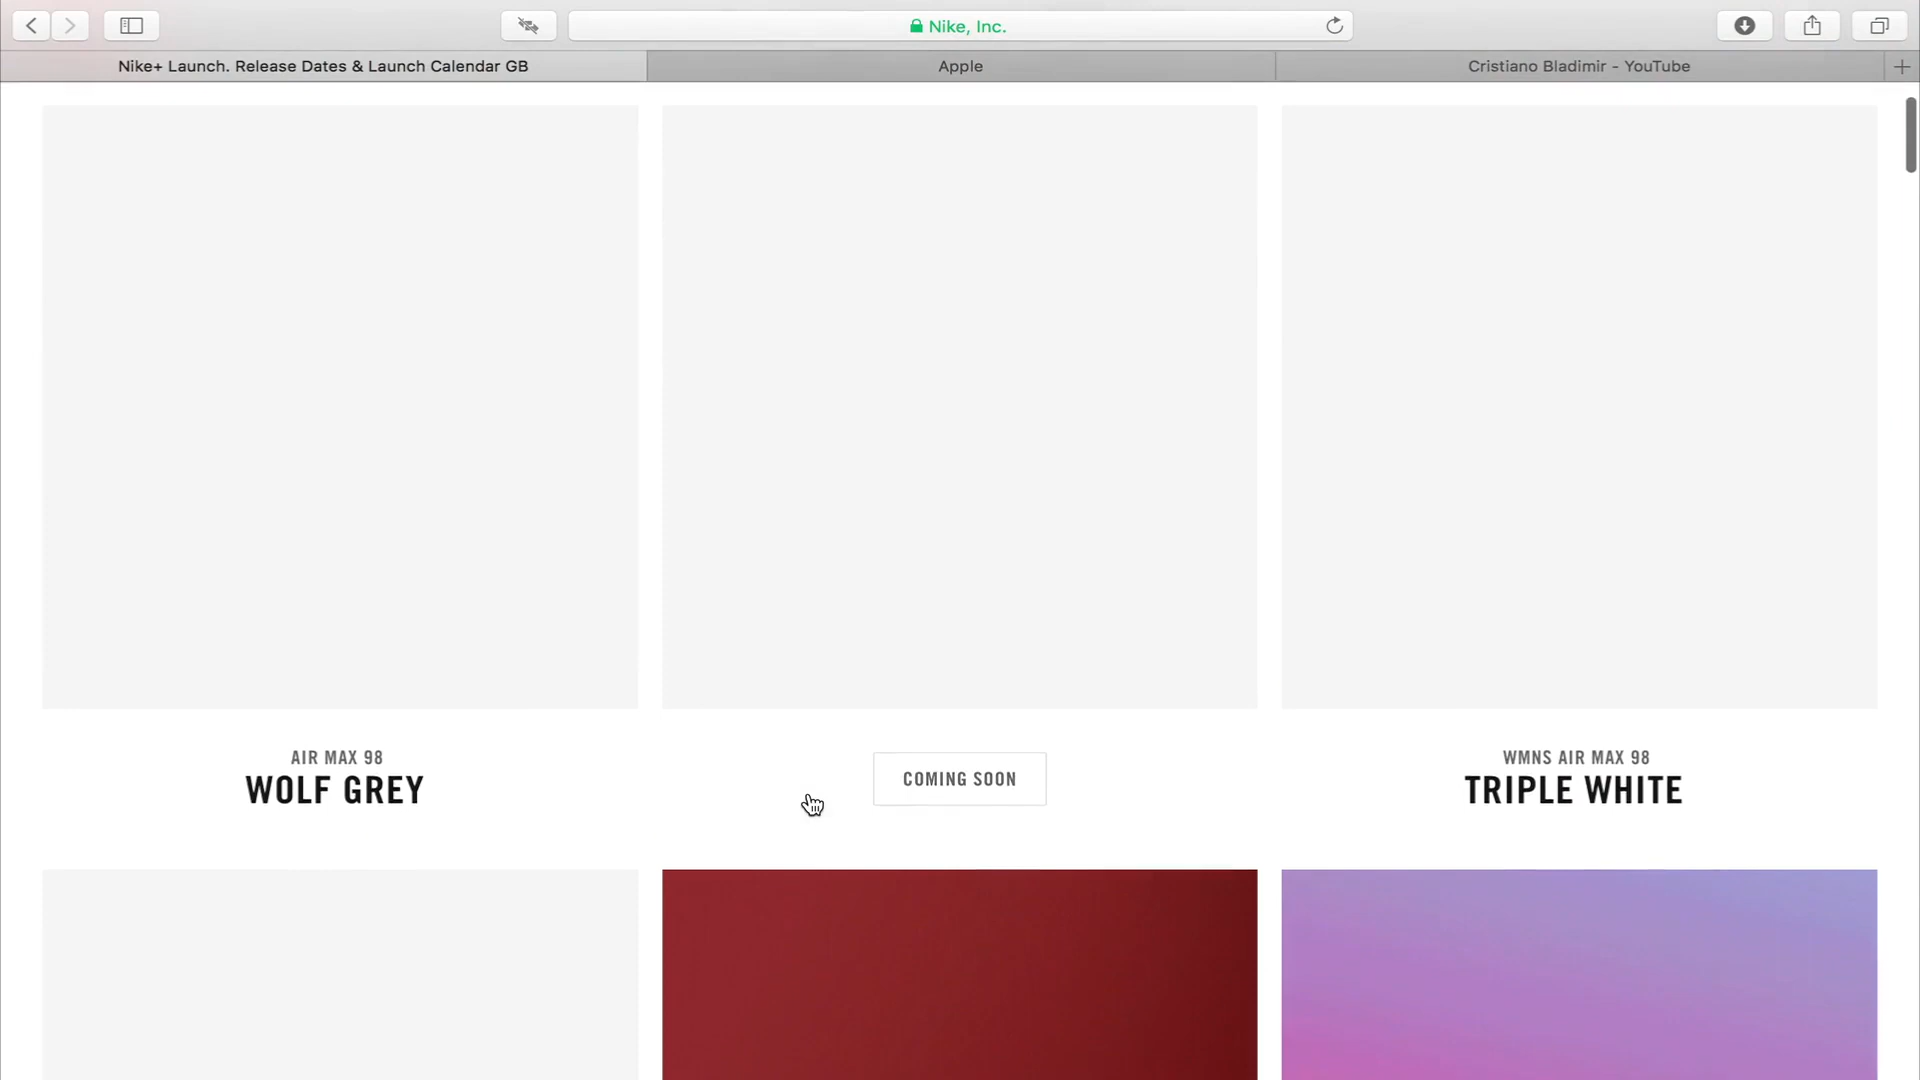 Nike, Inc.
Nike+ Launch. Release Dates & Launch Calendar GB
Apple
Cristiano Bladimir - YouTube
AIR MAX 98
WOLF GREY
COMING SOON
WMNS AIR MAX 98
TRIPLE WHITE